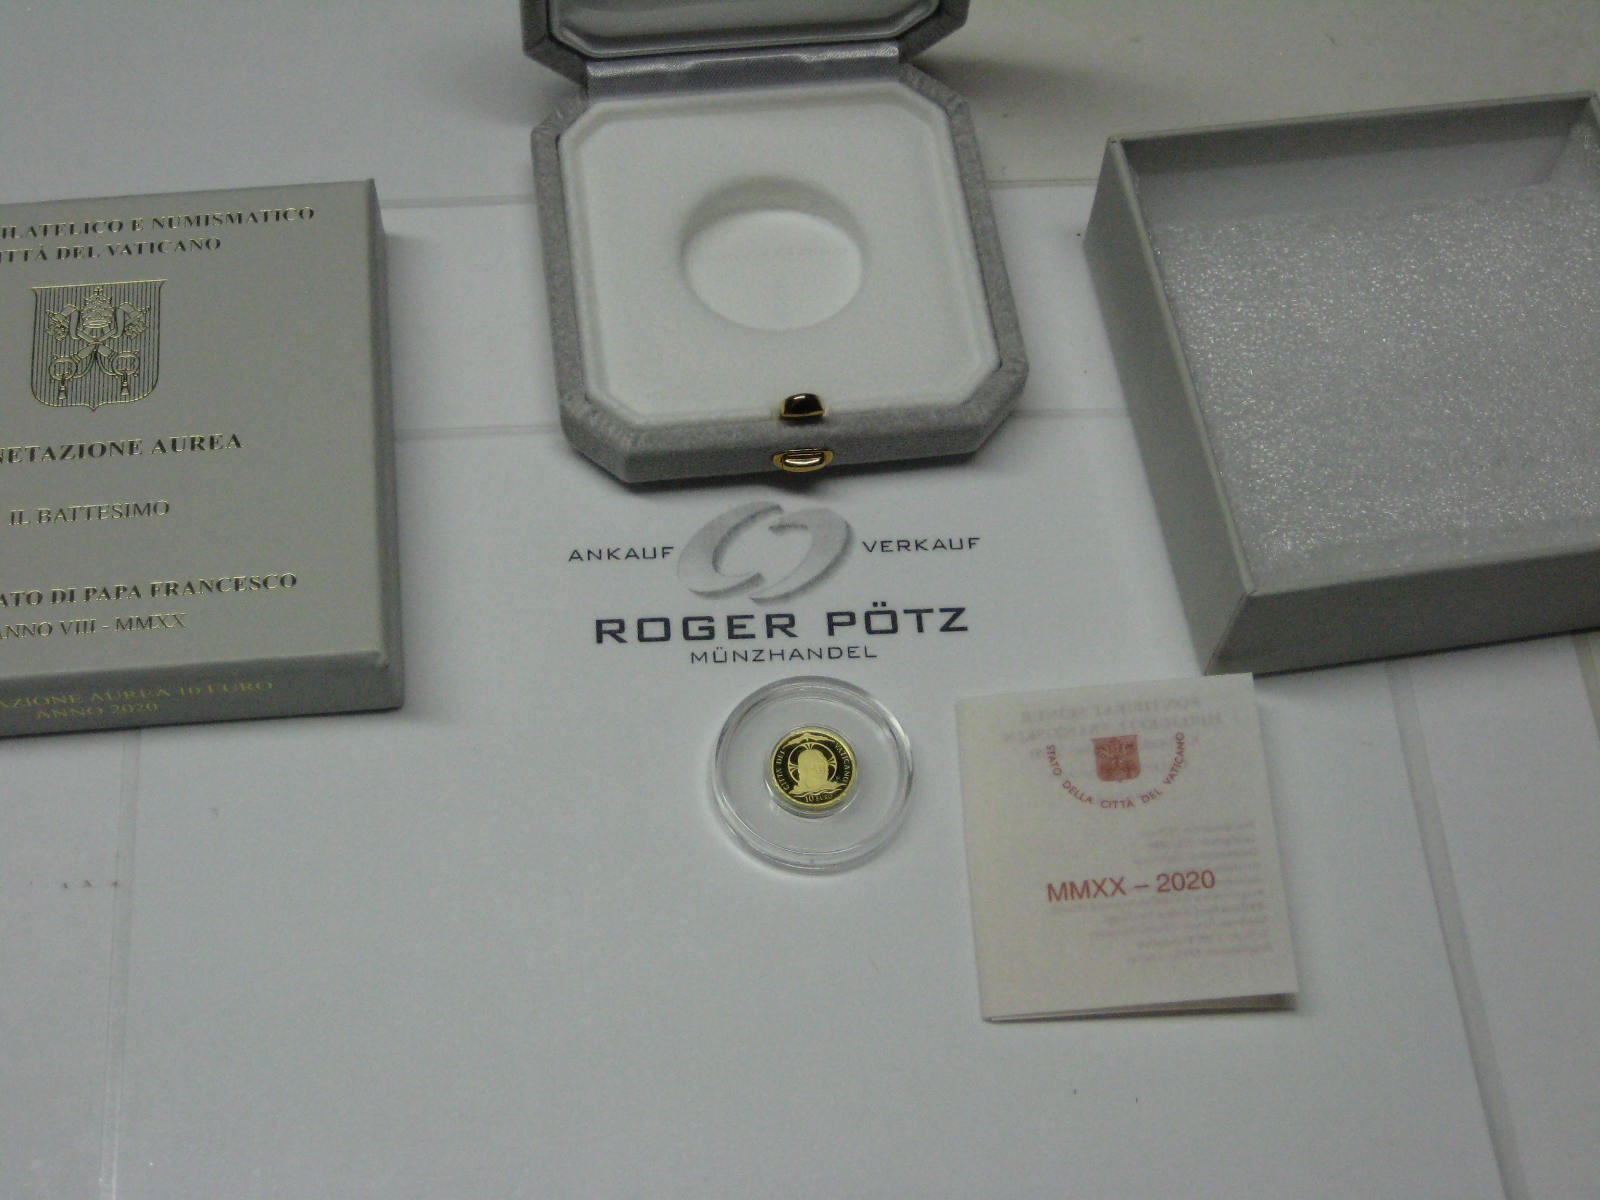 ILATELICO E NUMISMATICO
ITTÀ DEL VATICANO
NETAZIONE AUREA
IL BATTESIMO
ATO DI PAPA FRANCESCO
ANNO VIII - MMXX
AZIONE AUREA 10 EURO
ANNO 2020
ANKAUF VERKAUF
ROGER PÖTZ
MÜNZHANDEL
CITTÀ DEL VATICANO
10 EURO
STATO DELLA CITTÀ DEL VATICANO
MMXX – 2020